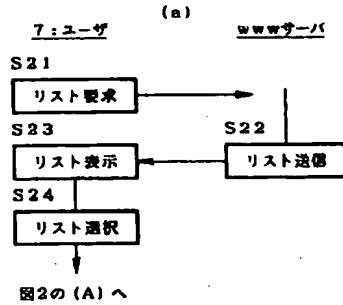 (a)
7:ユーザ
wwwサーバ
S21
リスト要求
S23
S22
リスト表示
リスト送信
S24
リスト選択
図2の(A)へ